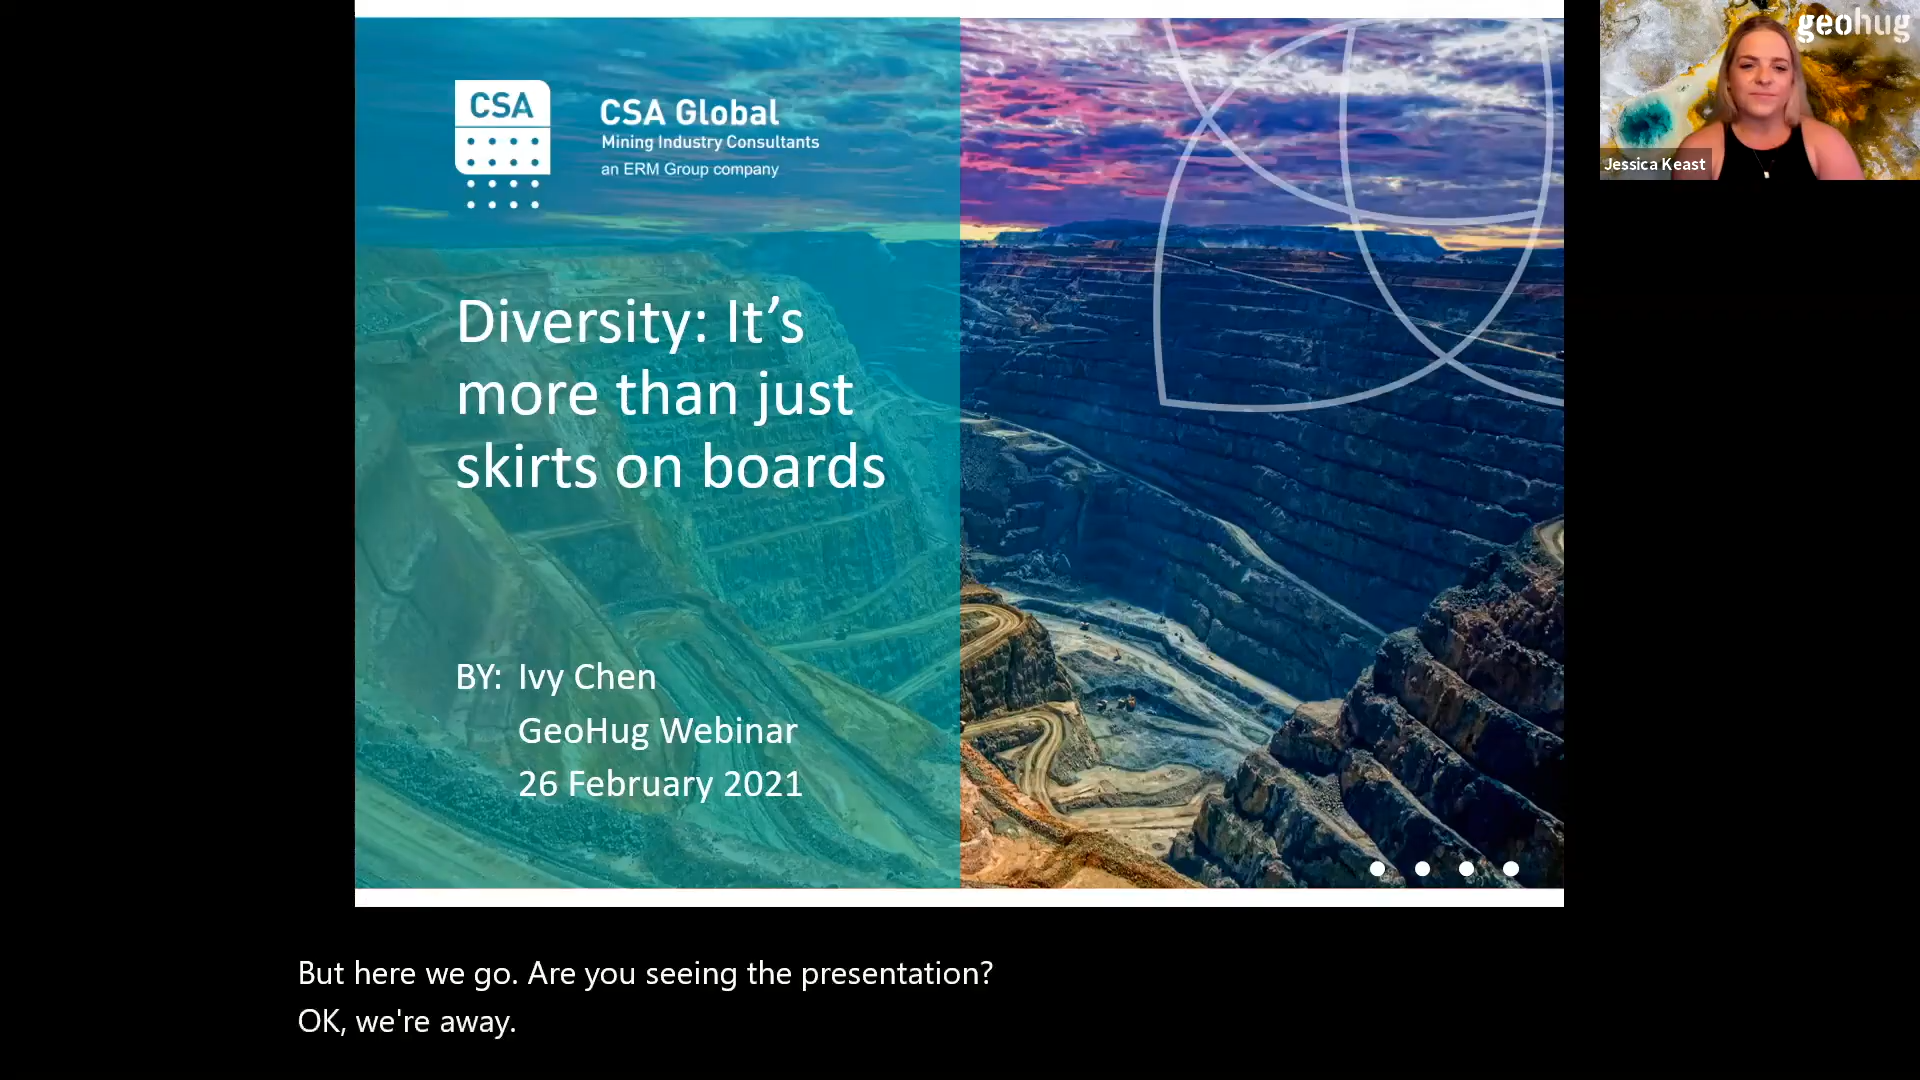 CSA
CSA Global
Mining Industry Consultants
an ERM Group company
geohug
Jessica Keast
Diversity: It’s
more than just
skirts on boards
BY: Ivy Chen
GeoHug Webinar
26 February 2021
But here we go. Are you seeing the presentation?
OK, we're away.